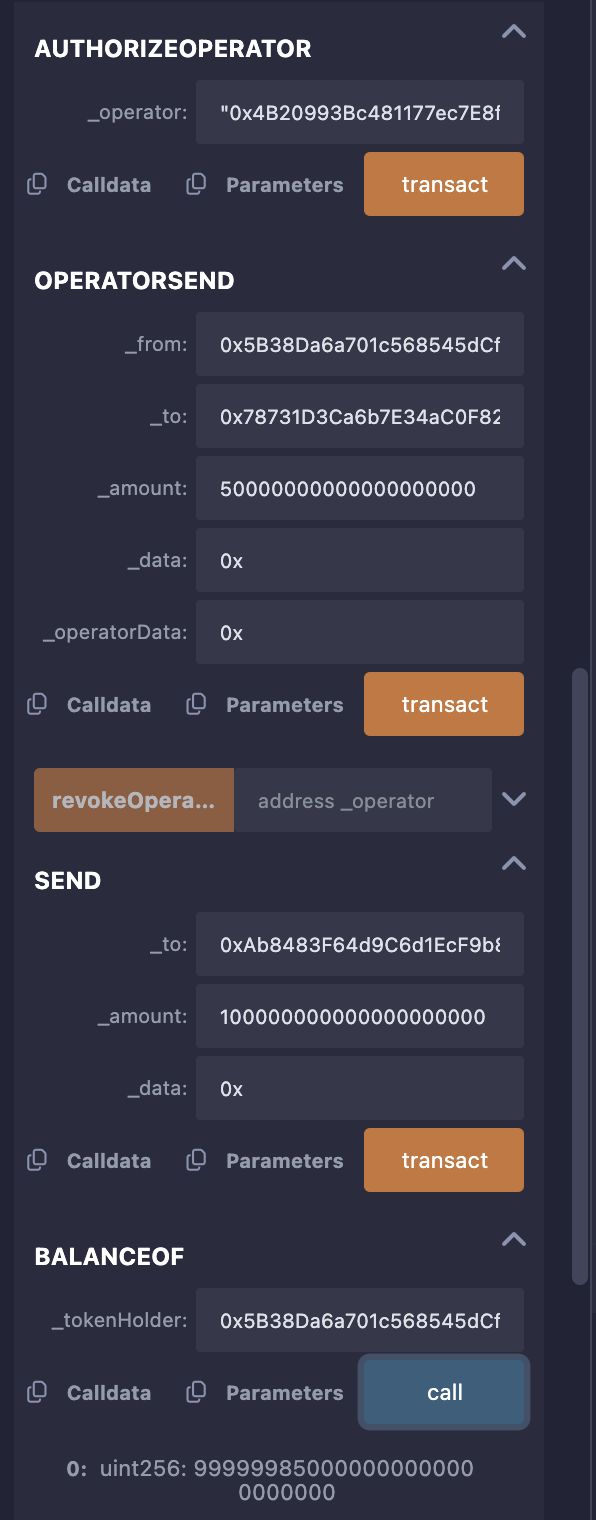 AUTHORIZEOPERATOR
_operator: "0x4B20993Bc481177ec7E8f
Calldata Parameters transact
OPERATORSEND
_from: 0x5B38Da6a701c568545dCf
_to: 0x78731D3Ca6b7E34aC0F82
_amount: 50000000000000000000
_data: 0x
_operatorData: 0x
Calldata Parameters transact
revokeOpera... address _operator
SEND
_to: 0xAb8483F64d9C6d1EcF9b8
_amount: 100000000000000000000
_data: 0x
Calldata Parameters transact
BALANCEOF
_tokenHolder: 0x5B38Da6a701c568545dCf
Calldata Parameters call
0: uint256: 99999985000000000000
0000000